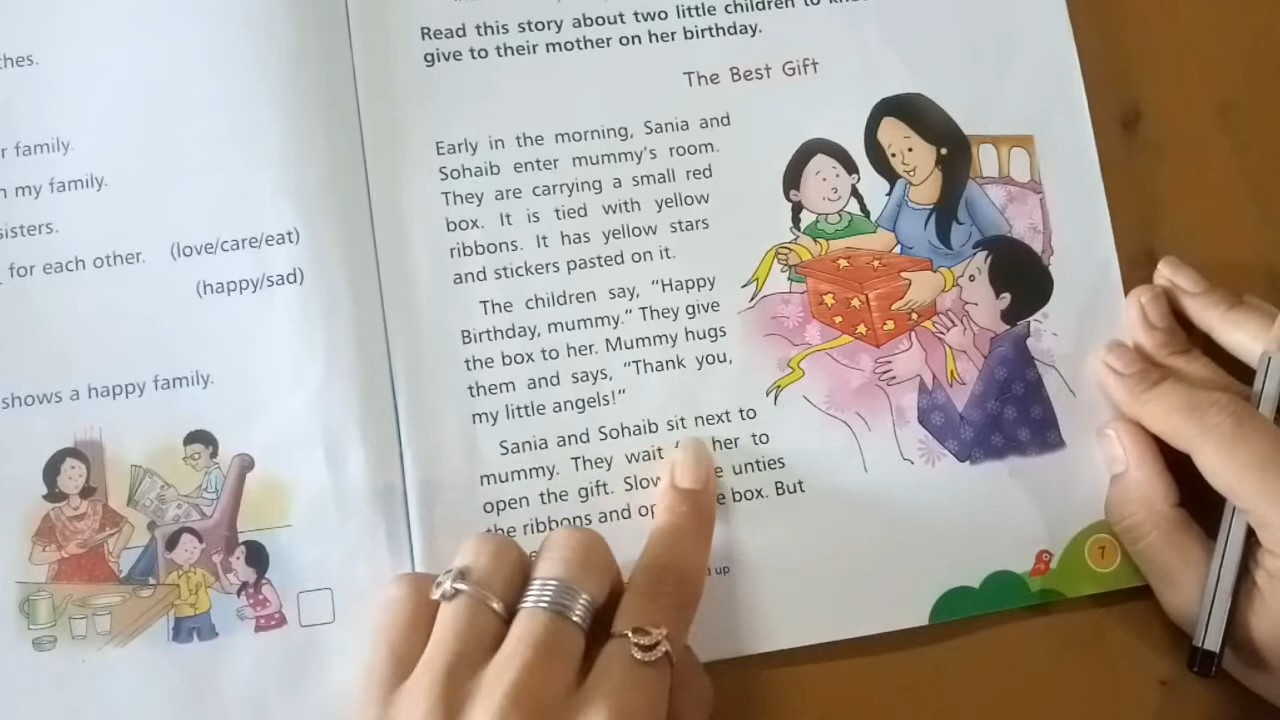 r family.
my family.
sisters.
for each other. (love/care/eat)
(happy/sad)
shows a happy family.
Read this story about two little children to
give to their mother on her birthday.
The Best Gift
Early in the morning, Sania and
Sohaib enter mummy's room.
They are carrying a small red
box. It is tied with yellow
ribbons. It has yellow stars
and stickers pasted on it.
The children say, "Happy
Birthday, mummy." They give
the box to her. Mummy hugs
them and says, "Thank you,
my little angels!"
Sania and Sohaib sit next to
mummy. They wait her to
open the gift. unties
the ribbons and box. But
up
7